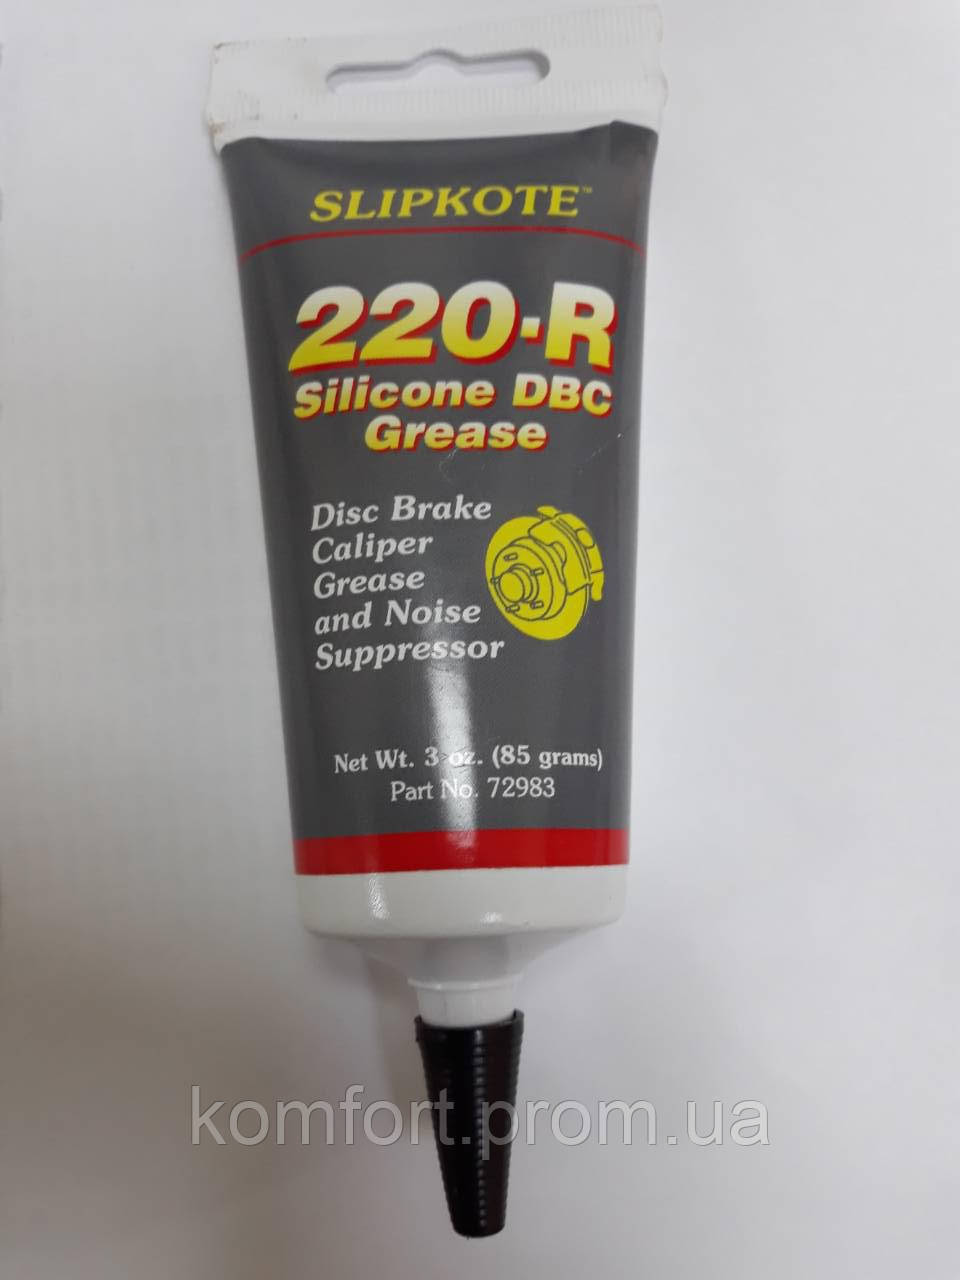 SLIPKOTE™
220-R
Silicone DBC
Grease
Disc Brake
Caliper
Grease
and Noise
Suppressor
Net Wt. 3 oz. (85 grams)
Part No. 72983
komfort.prom.ua